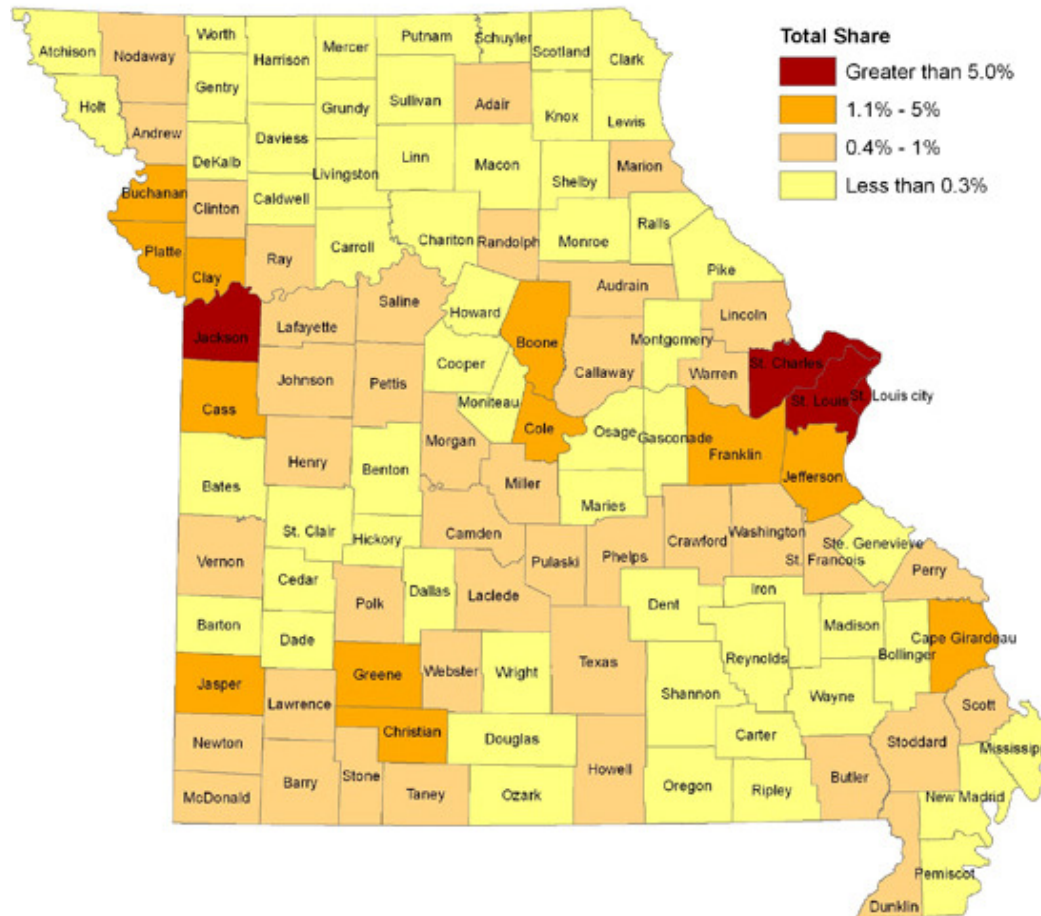 Total Share
Greater than 5.0%
1.1% - 5%
0.4% - 1%
Less than 0.3%
Atchison
Nodaway
Worth
Harrison
Mercer
Putnam
Schuyler
Scotland
Clark
Holt
Andrew
Gentry
Grundy
Sullivan
Adair
Knox
Lewis
DeKalb
Daviess
Livingston
Linn
Macon
Shelby
Marion
Buchanan
Clinton
Caldwell
Ralls
Platte
Clay
Ray
Carroll
Chariton
Randolph
Monroe
Pike
Jackson
Lafayette
Saline
Howard
Boone
Audrain
Montgomery
Lincoln
Cass
Johnson
Pettis
Cooper
Moniteau
Callaway
Warren
St. Charles
St. Louis
St. Louis city
Bates
Henry
Benton
Morgan
Cole
Miller
Osage
Gasconade
Franklin
Jefferson
Vernon
St. Clair
Hickory
Camden
Maries
Pulaski
Phelps
Crawford
Washington
St. Francois
Ste. Genevieve
Perry
Barton
Cedar
Dade
Polk
Dallas
Laclede
Texas
Dent
Iron
Madison
Bollinger
Cape Girardeau
Jasper
Lawrence
Greene
Webster
Wright
Shannon
Reynolds
Wayne
Scott
Newton
Christian
Douglas
Carter
Stoddard
Mississippi
McDonald
Barry
Stone
Taney
Ozark
Howell
Oregon
Ripley
Butler
New Madrid
Pemiscot
Dunklin